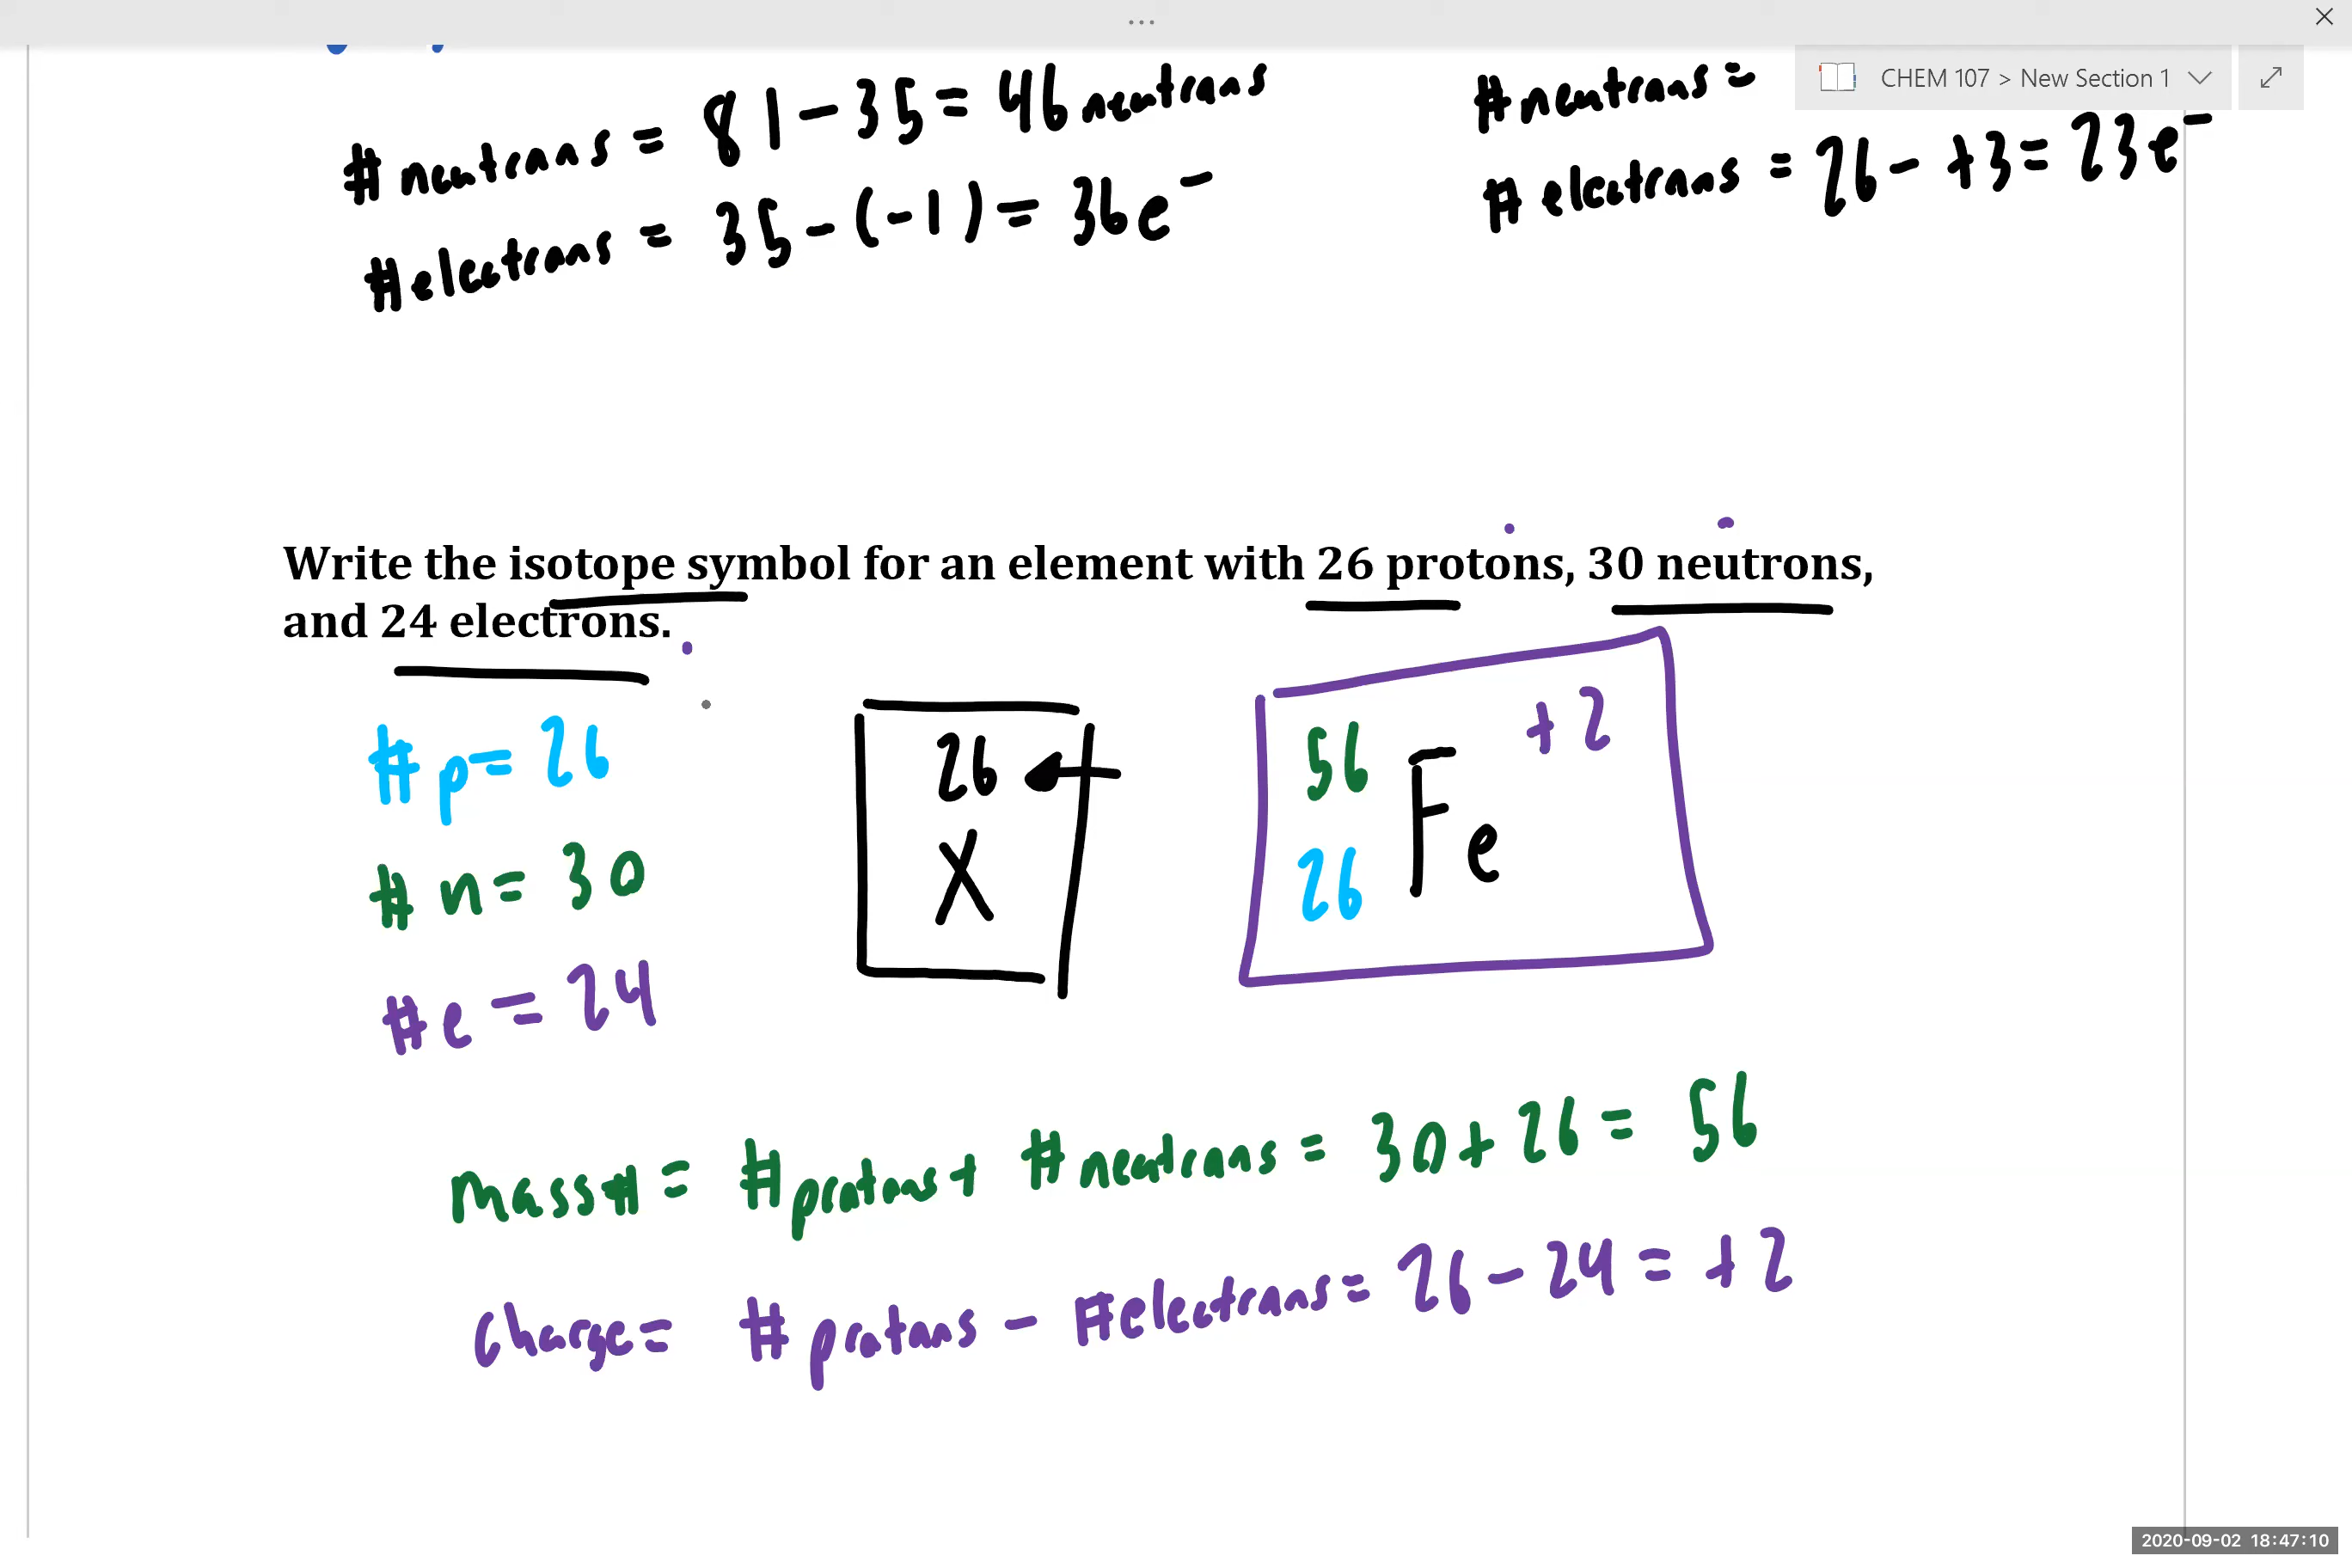 ...
CHEM 107 > New Section 1
#neutrons = 81 - 35 = 46 neutrons
#electrons = 35 - (-1) = 36e⁻
#neutrons =
#electrons = 26 - +3 = 23e⁻
Write the isotope symbol for an element with 26 protons, 30 neutrons,
and 24 electrons.
#p = 26
#n = 30
#e = 24
26
X
56 Fe +2
26
mass# = #protons + #neutrons = 30 + 26 = 56
charge = #protons - #electrons = 26 - 24 = +2
2020-09-02 18:47:10